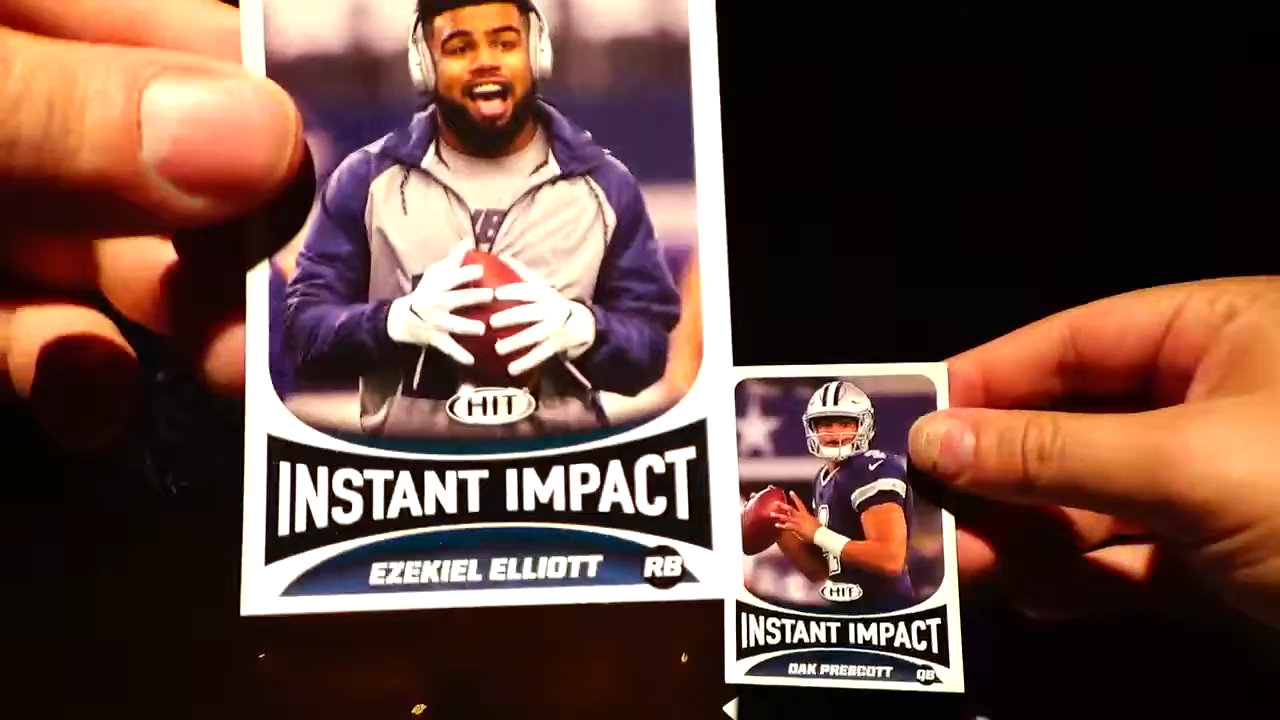 HIT
INSTANT IMPACT
EZEKIEL ELLIOTT RB
HIT
INSTANT IMPACT
DAK PRESCOTT QB